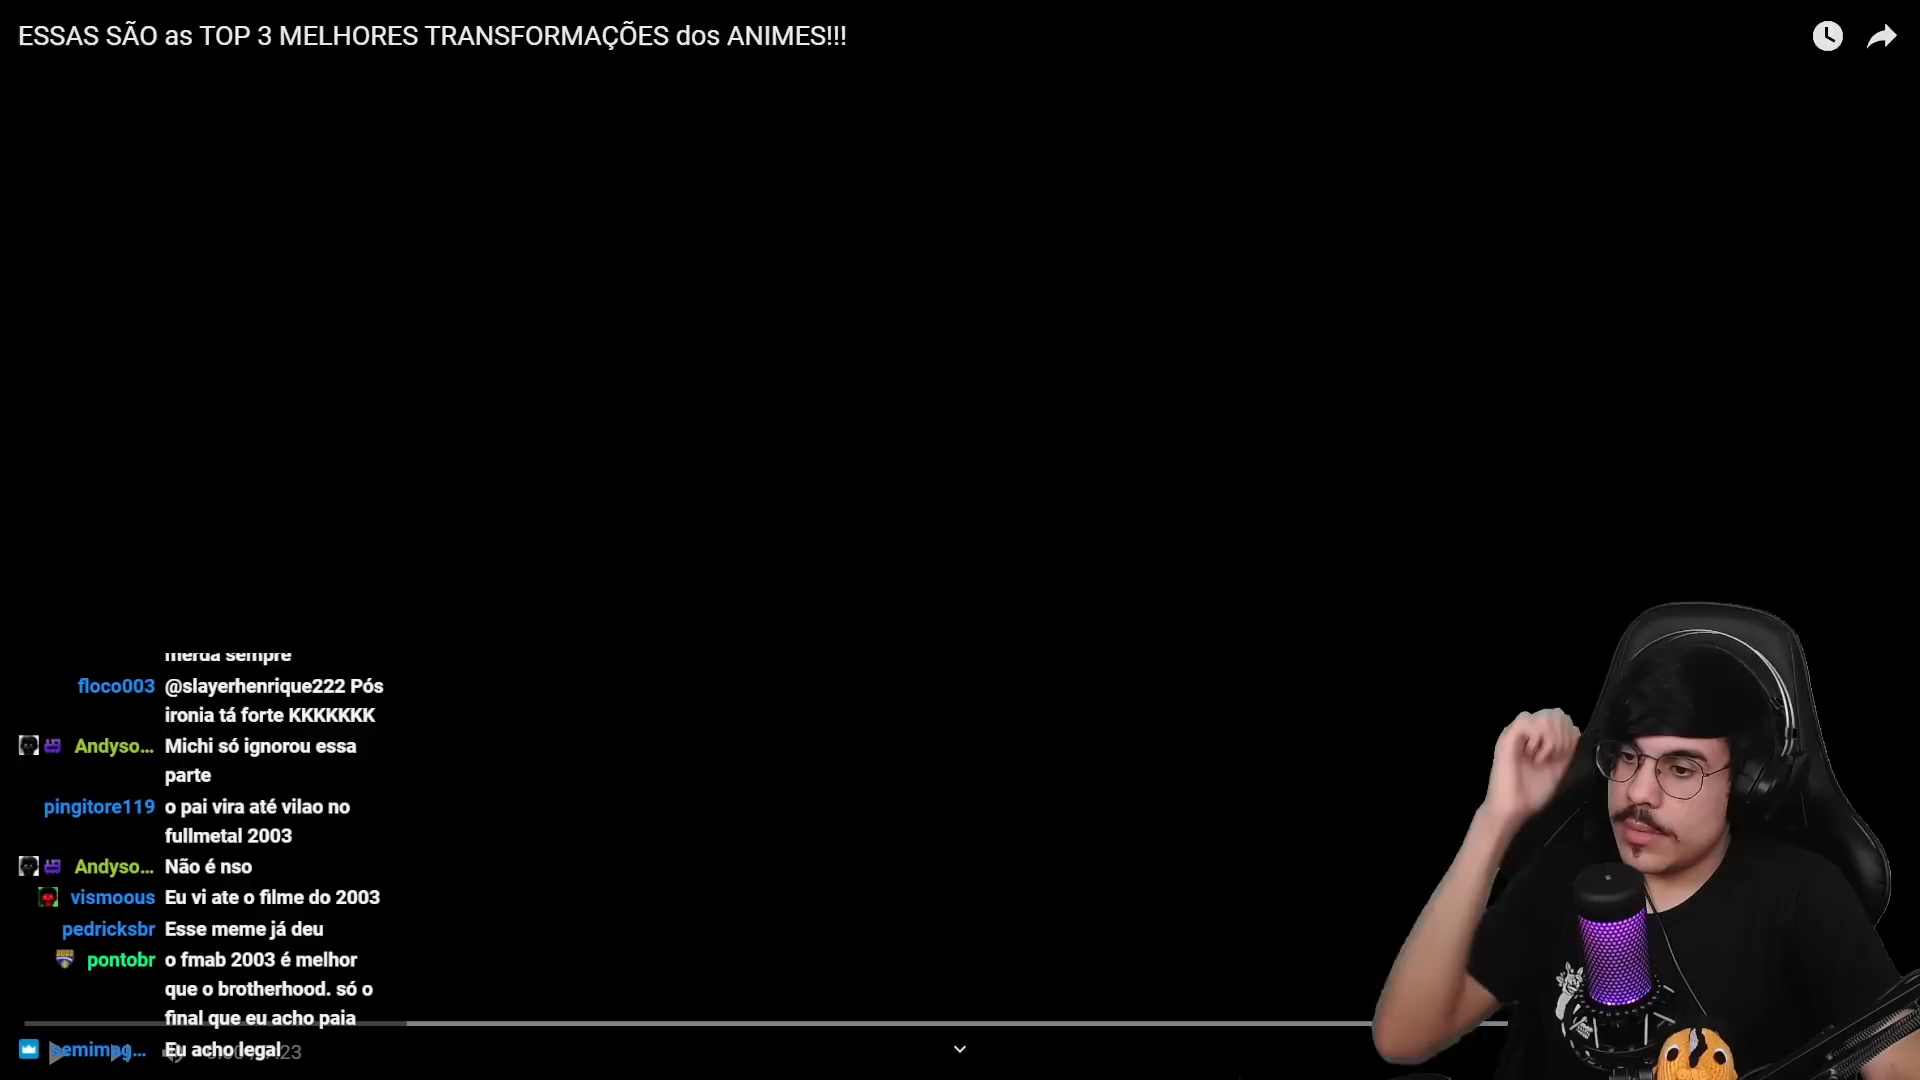 ESSAS SÃO as TOP 3 MELHORES TRANSFORMAÇÕES dos ANIMES!!!
merda sempre
floco003 @slayerhenrique222 Pós
ironia tá forte KKKKKKK
Andyso... Michi só ignorou essa
parte
pingitore119 o pai vira até vilao no
fullmetal 2003
Andyso... Não é nso
vismoous Eu vi ate o filme do 2003
pedricksbr Esse meme já deu
pontobr o fmab 2003 é melhor
que o brotherhood. só o
final que eu acho paia
semimag... Eu acho legal